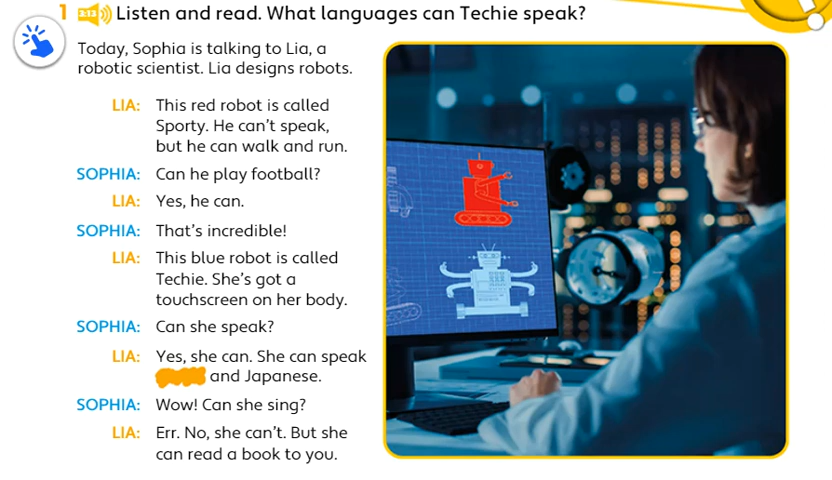 1 2.13 Listen and read. What languages can Techie speak?
Today, Sophia is talking to Lia, a
robotic scientist. Lia designs robots.
LIA: This red robot is called
Sporty. He can't speak,
but he can walk and run.
SOPHIA: Can he play football?
LIA: Yes, he can.
SOPHIA: That's incredible!
LIA: This blue robot is called
Techie. She's got a
touchscreen on her body.
SOPHIA: Can she speak?
LIA: Yes, she can. She can speak
and Japanese.
SOPHIA: Wow! Can she sing?
LIA: Err. No, she can't. But she
can read a book to you.